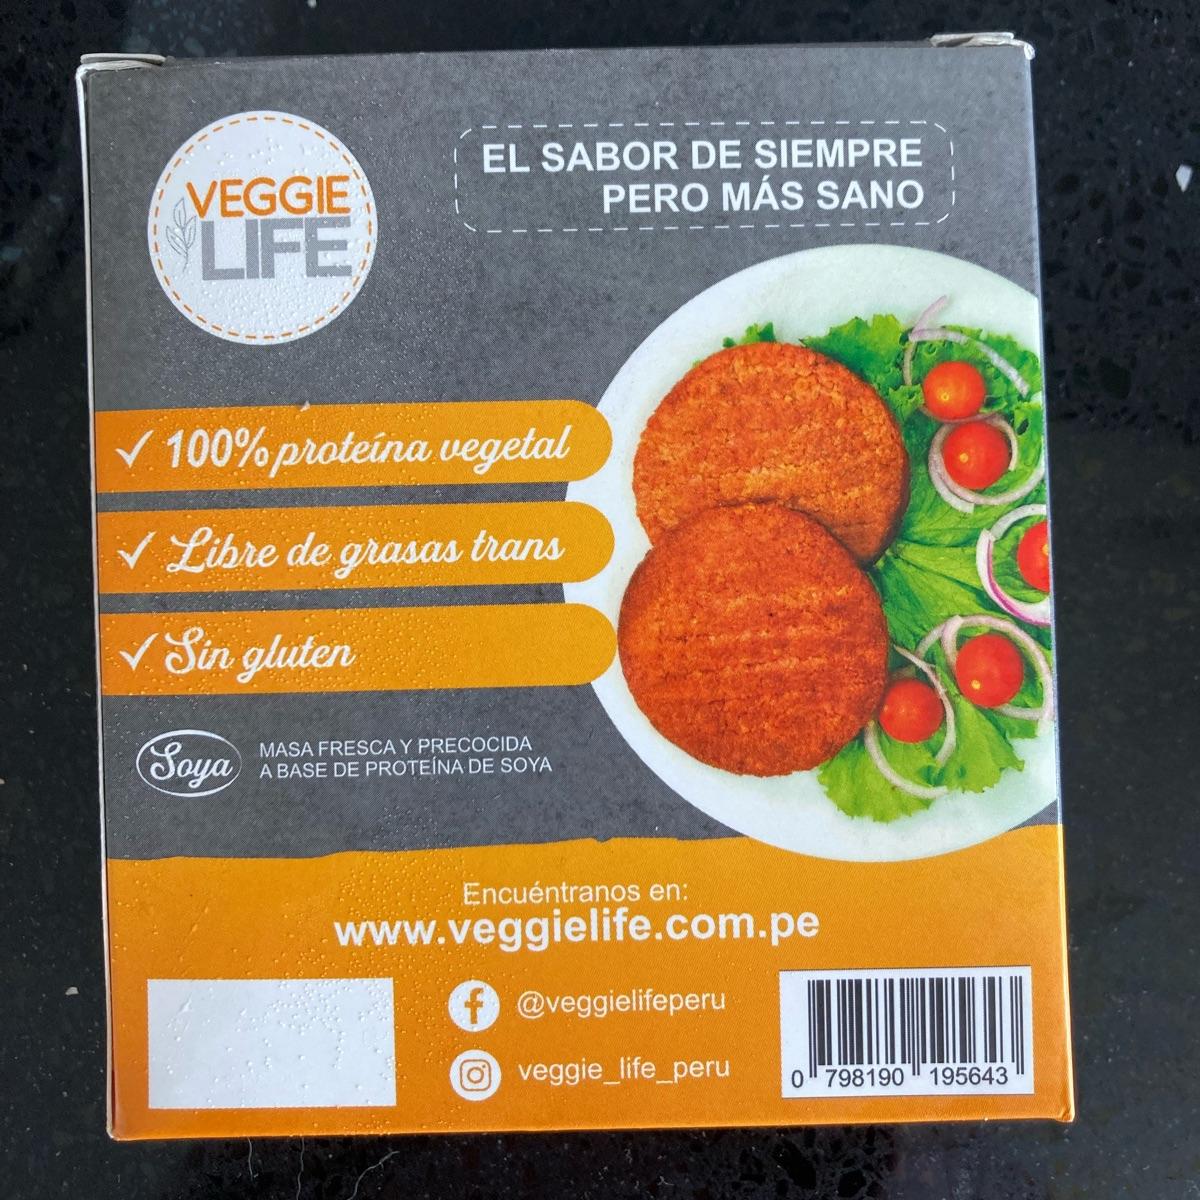 VEGGIE
LIFE
EL SABOR DE SIEMPRE
PERO MÁS SANO
100% proteína vegetal
Libre de grasas trans
Sin gluten
Soya
MASA FRESCA Y PRECOCIDA
A BASE DE PROTEÍNA DE SOYA
Encuéntranos en:
www.veggielife.com.pe
@veggielifeperu
veggie_life_peru
0 798190 195643